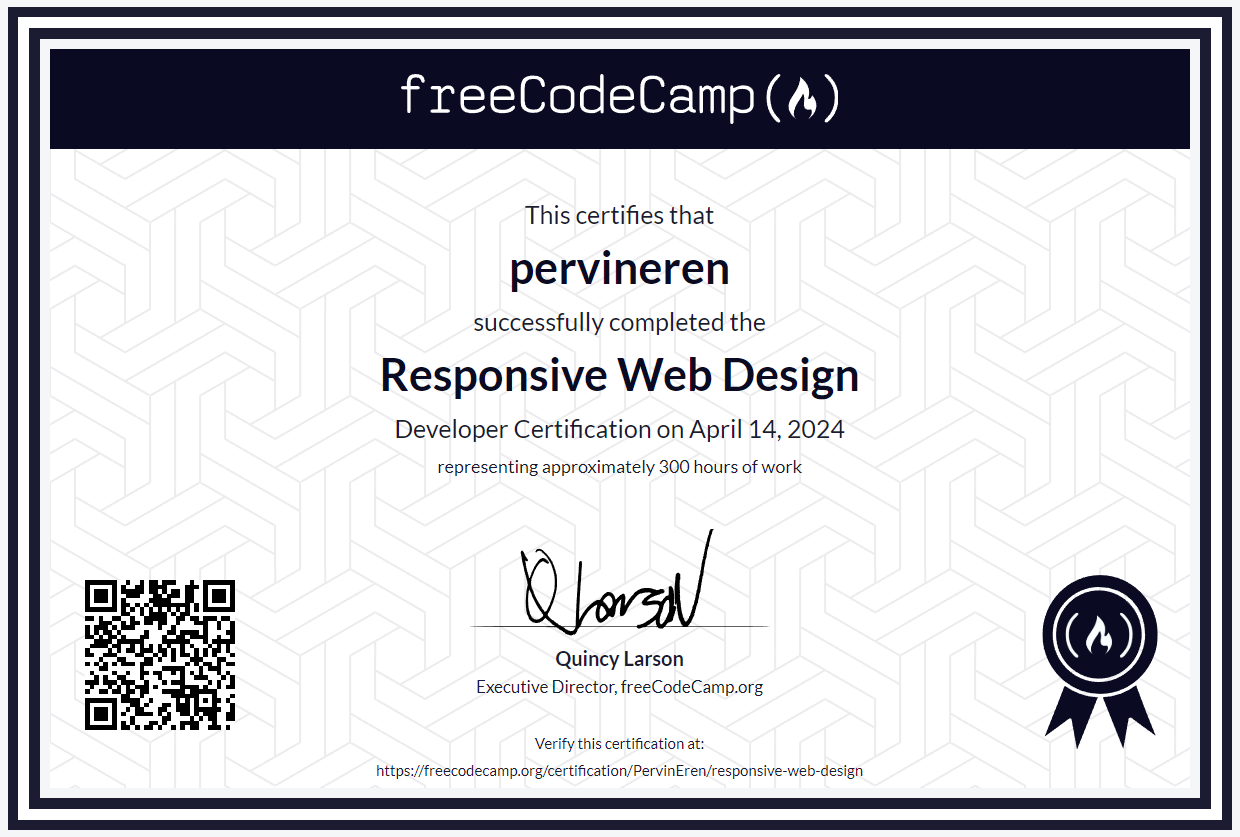 freeCodeCamp
This certifies that
pervineren
successfully completed the
Responsive Web Design
Developer Certification on April 14, 2024
representing approximately 300 hours of work
Q Larson
Quincy Larson
Executive Director, freeCodeCamp.org
Verify this certification at:
https://freecodecamp.org/certification/PervinEren/responsive-web-design